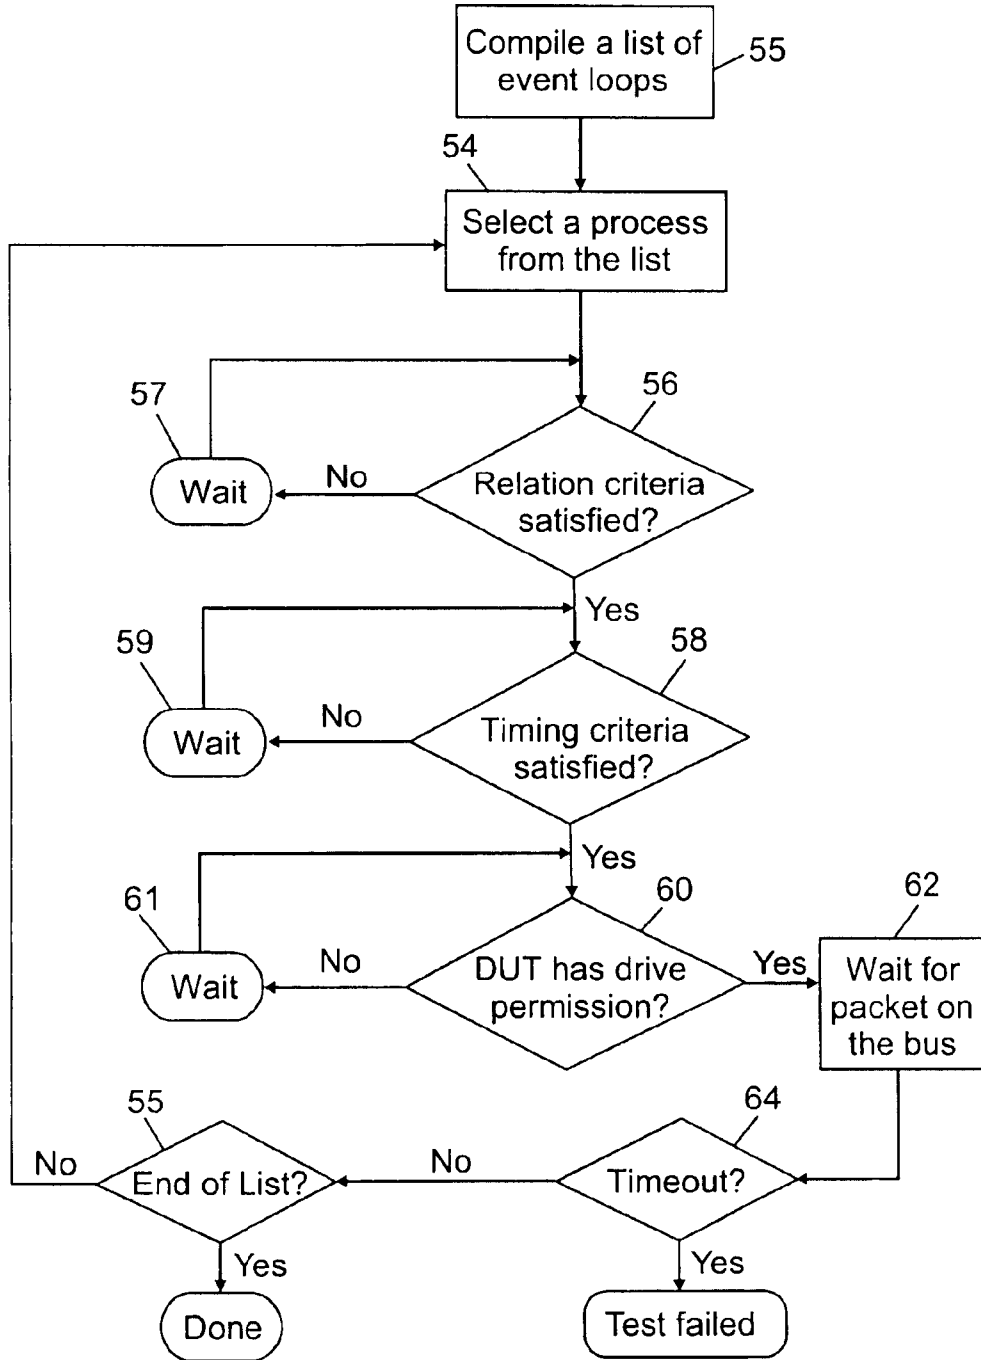 Compile a list of
event loops
55
54
Select a process
from the list
57
56
Wait
No
Relation criteria
satisfied?
Yes
59
58
Wait
No
Timing criteria
satisfied?
Yes
61
60
62
Wait
No
DUT has drive
permission?
Yes
Wait for
packet on
the bus
55
64
No
End of List?
No
Timeout?
Yes
Yes
Done
Test failed